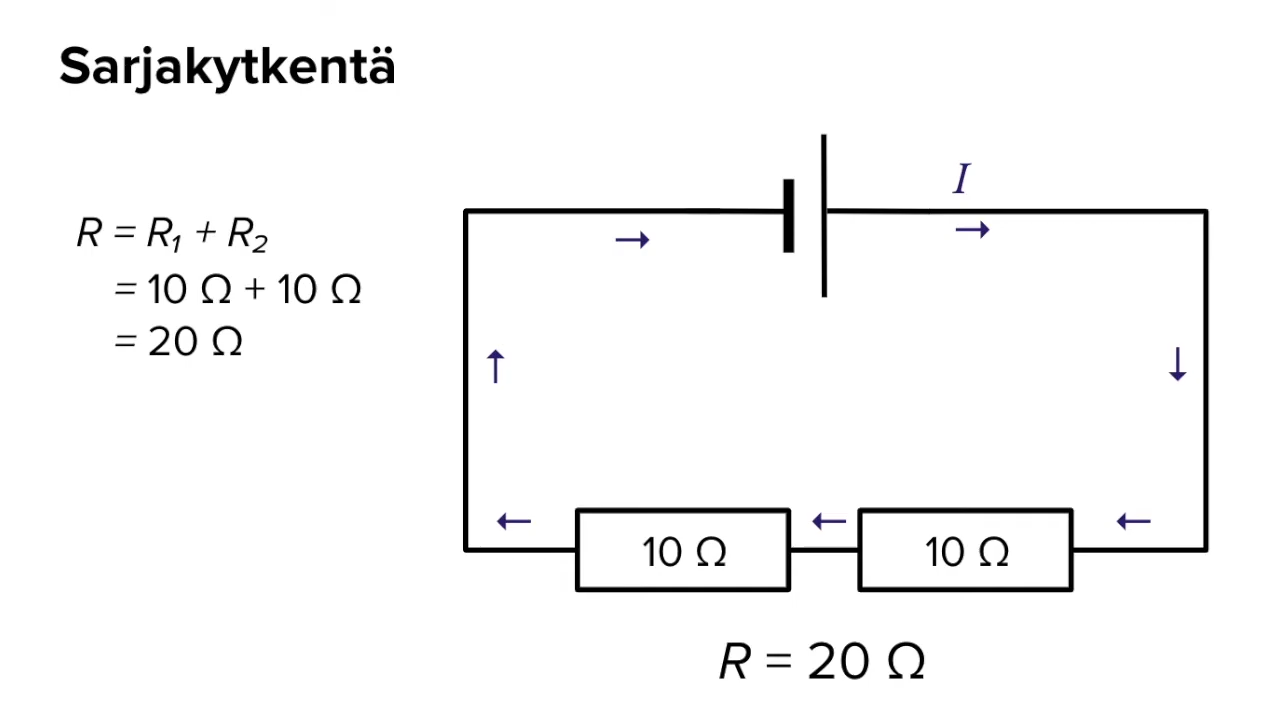 Sarjakytkentä
R = R₁ + R₂
= 10 Ω + 10 Ω
= 20 Ω
I
→
→
↑
↓
←
←
←
10 Ω
10 Ω
R = 20 Ω